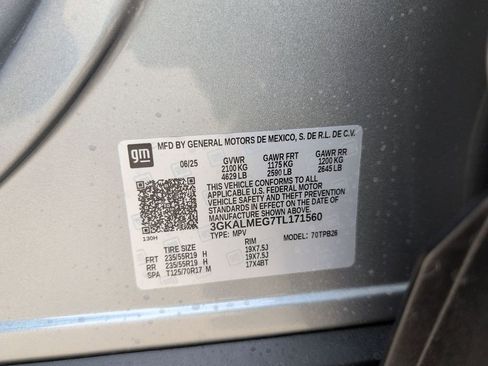 gm
MFD BY GENERAL MOTORS DE MEXICO, S. DE R.L. DE C.V.
06/25 GVWR GAWR FRT GAWR RR
2100 KG 1175 KG 1200 KG
4629 LB 2590 LB 2645 LB
THIS VEHICLE CONFORMS TO ALL
APPLICABLE U.S. FEDERAL MOTOR
VEHICLE SAFETY AND THEFT PREVENTION
STANDARDS IN EFFECT ON THE DATE OF
MANUFACTURE SHOWN ABOVE.
3GKALMEG7TL171560
130H TYPE: MPV MODEL: 70TPB26
TIRE SIZE RIM
FRT 235/55R19 H 19X7.5J
RR 235/55R19 H 19X7.5J
SPA T125/70R17 M 17X4BT